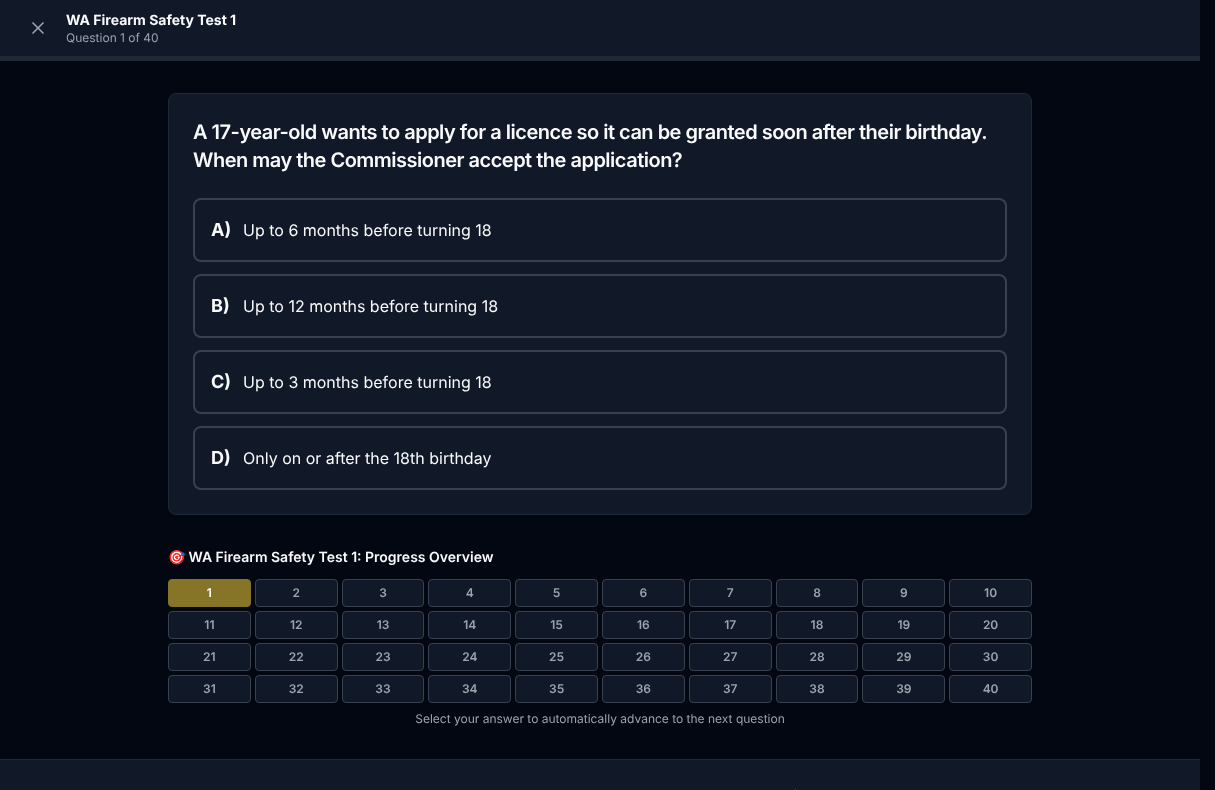 WA Firearm Safety Test 1
Question 1 of 40
A 17-year-old wants to apply for a licence so it can be granted soon after their birthday.
When may the Commissioner accept the application?
A) Up to 6 months before turning 18
B) Up to 12 months before turning 18
C) Up to 3 months before turning 18
D) Only on or after the 18th birthday
🎯 WA Firearm Safety Test 1: Progress Overview
1 2 3 4 5 6 7 8 9 10
11 12 13 14 15 16 17 18 19 20
21 22 23 24 25 26 27 28 29 30
31 32 33 34 35 36 37 38 39 40
Select your answer to automatically advance to the next question